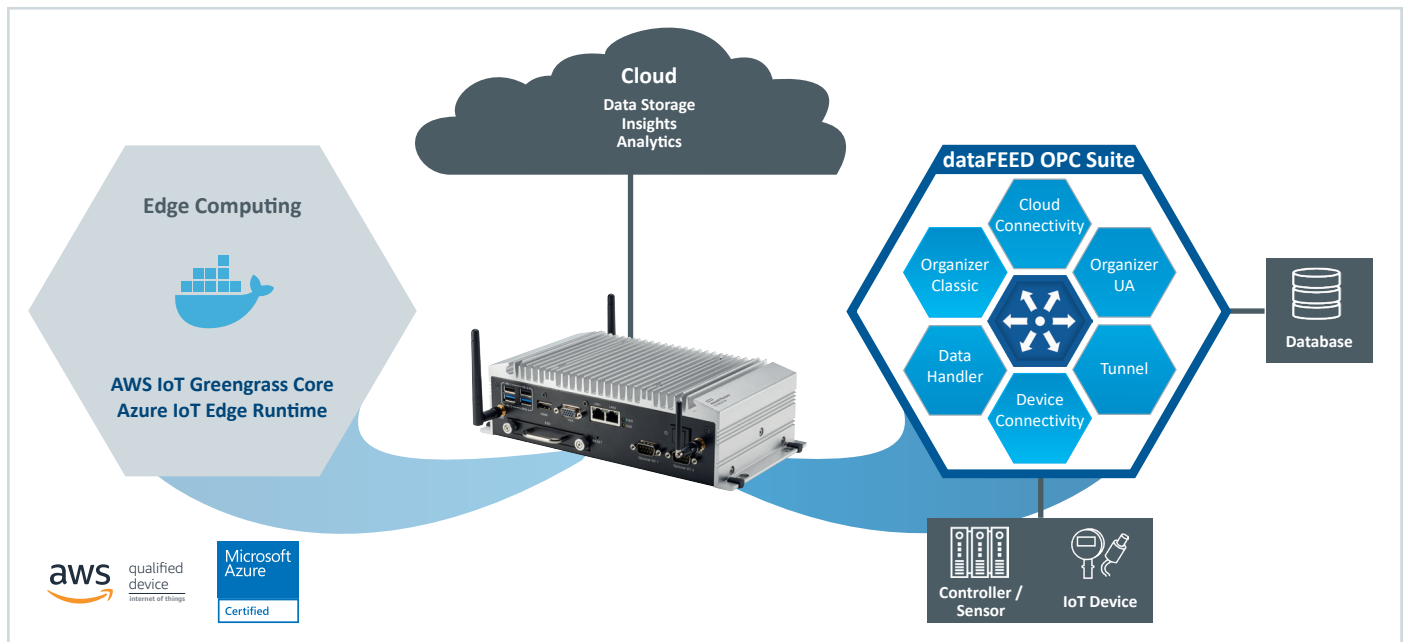 Cloud
Data Storage
Insights
Analytics
Edge Computing
AWS IoT Greengrass Core
Azure IoT Edge Runtime
dataFEED OPC Suite
Cloud
Connectivity
Organizer
Classic
Organizer
UA
Data
Handler
Tunnel
Device
Connectivity
Database
Controller /
Sensor
IoT Device
aws
qualified
device
internet of things
Microsoft
Azure
Certified